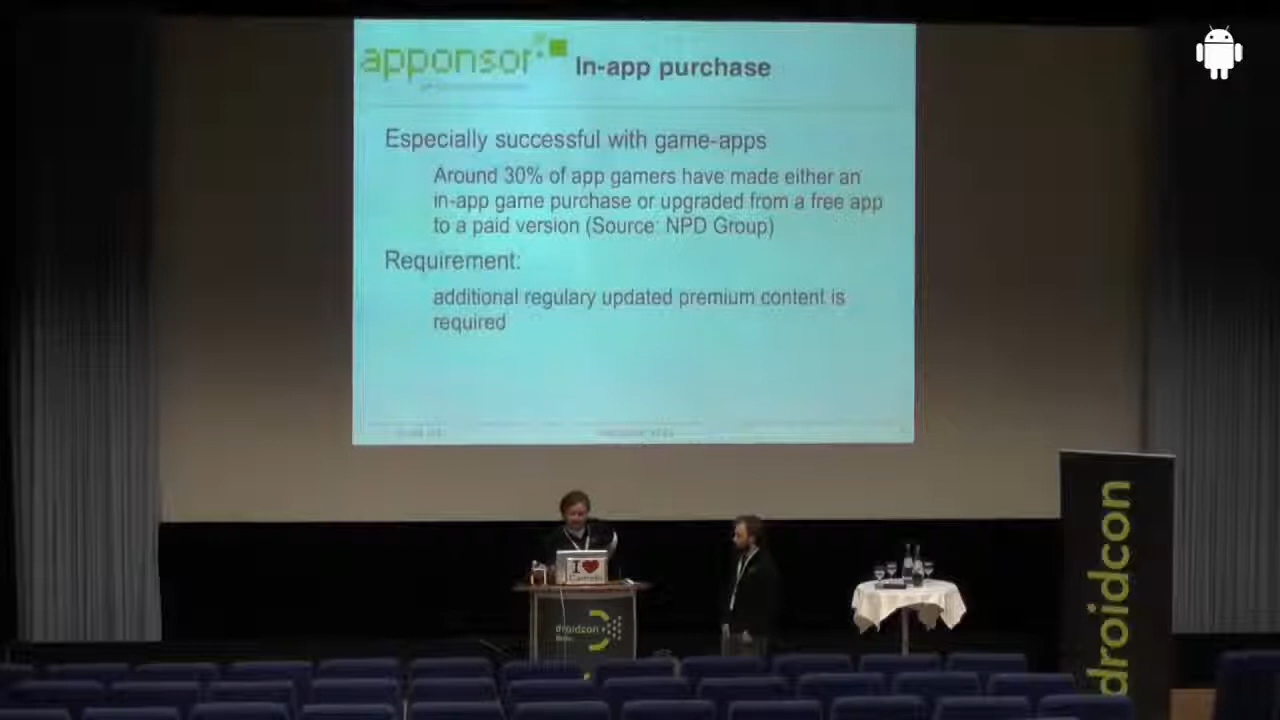 apponsor
In-app purchase
Especially successful with game-apps
Around 30% of app gamers have made either an
in-app game purchase or upgraded from a free app
to a paid version (Source: NPD Group)
Requirement:
additional regulary updated premium content is
required
I
droidcon
droidcon